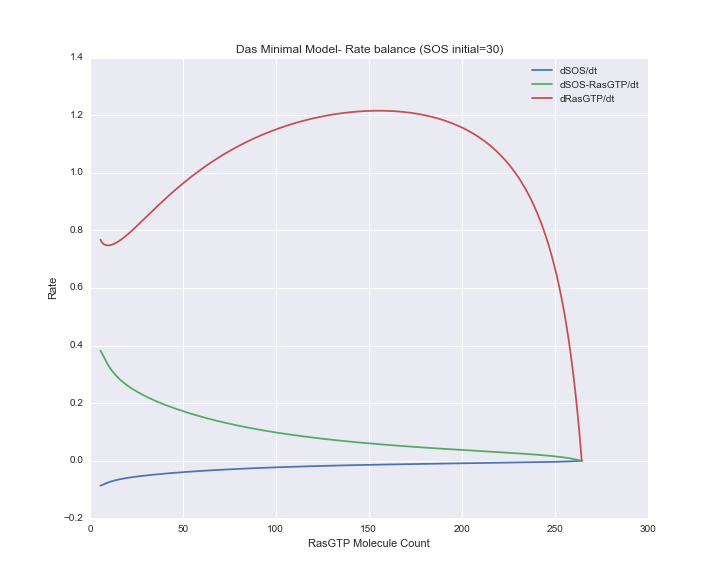 Das Minimal Model- Rate balance (SOS initial=30)
1.4
1.2
1.0
0.8
0.6
0.4
0.2
0.0
−0.2
Rate
dSOS/dt
dSOS-RasGTP/dt
dRasGTP/dt
0 50 100 150 200 250 300
RasGTP Molecule Count